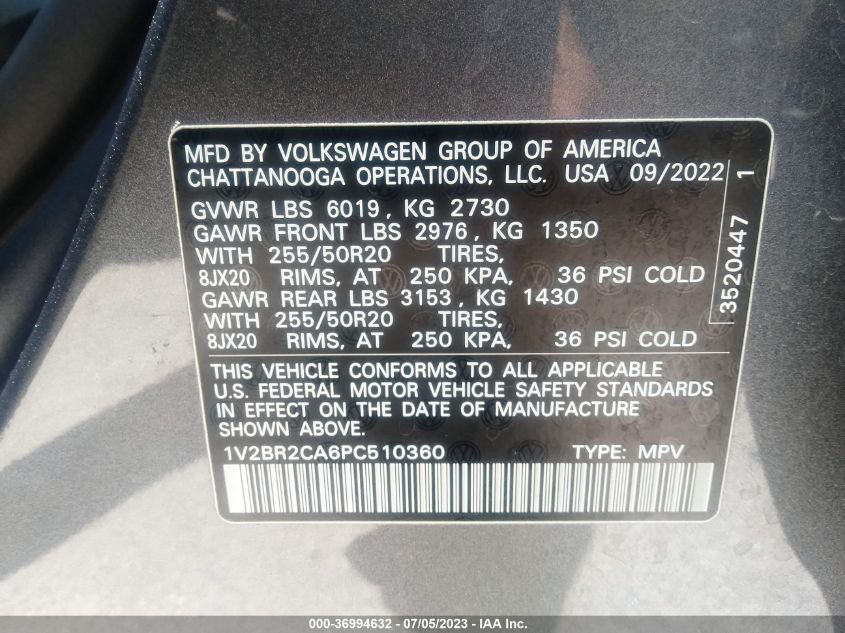 MFD BY VOLKSWAGEN GROUP OF AMERICA
CHATTANOOGA OPERATIONS, LLC. USA 09/2022
GVWR LBS 6019, KG 2730
GAWR FRONT LBS 2976, KG 1350
WITH 255/50R20 TIRES,
8JX20 RIMS, AT 250 KPA, 36 PSI COLD
GAWR REAR LBS 3153, KG 1430
WITH 255/50R20 TIRES,
8JX20 RIMS, AT 250 KPA, 36 PSI COLD
3520447 1
THIS VEHICLE CONFORMS TO ALL APPLICABLE
U.S. FEDERAL MOTOR VEHICLE SAFETY STANDARDS
IN EFFECT ON THE DATE OF MANUFACTURE
SHOWN ABOVE.
1V2BR2CA6PC510360 TYPE: MPV
000-36994632 - 07/05/2023 - IAA Inc.